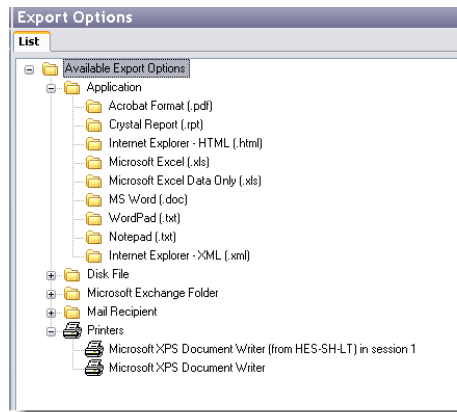 Export Options
List
Available Export Options
Application
Acrobat Format (.pdf)
Crystal Report (.rpt)
Internet Explorer - HTML (.html)
Microsoft Excel (.xls)
Microsoft Excel Data Only (.xls)
MS Word (.doc)
WordPad (.txt)
Notepad (.txt)
Internet Explorer - XML (.xml)
Disk File
Microsoft Exchange Folder
Mail Recipient
Printers
Microsoft XPS Document Writer (from HES-SH-LT) in session 1
Microsoft XPS Document Writer